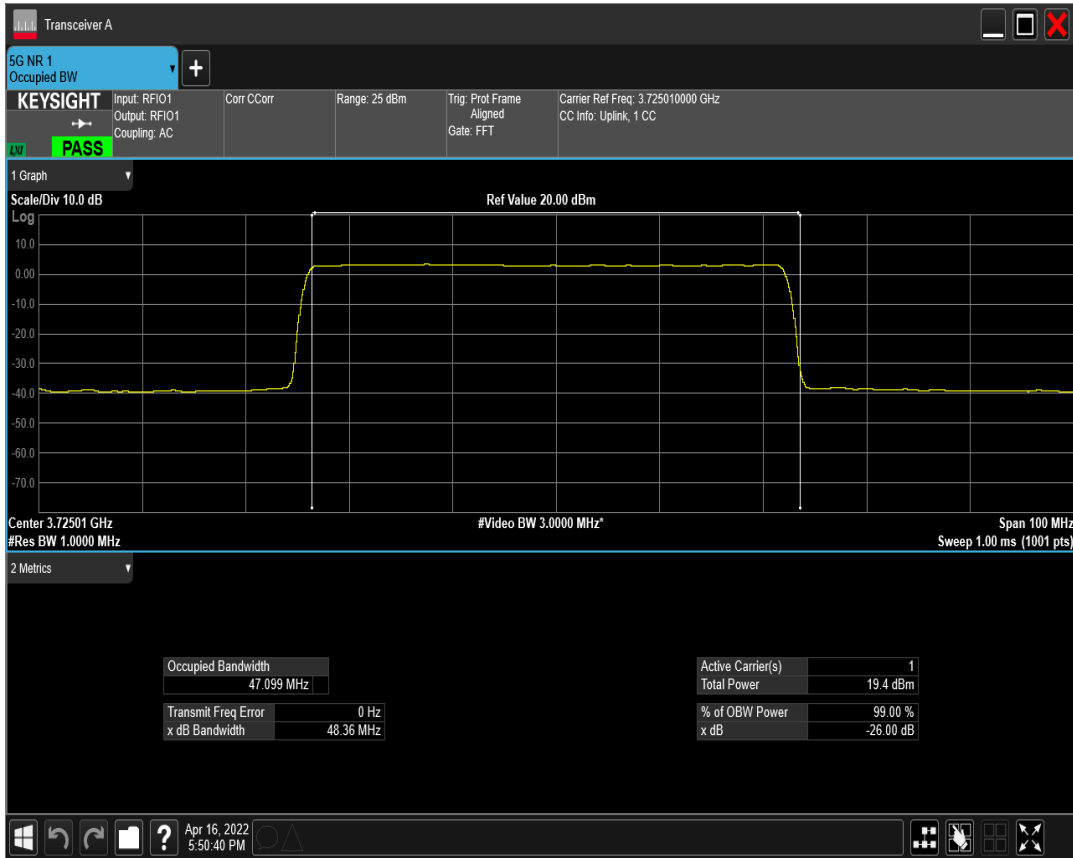 Transceiver A
5G NR 1
Occupied BW
KEYSIGHT
LXI
PASS
Input: RFIO1
Output: RFIO1
Coupling: AC
Corr CCorr
Range: 25 dBm
Trig: Prot Frame
Aligned
Gate: FFT
Carrier Ref Freq: 3.725010000 GHz
CC Info: Uplink, 1 CC
1 Graph
Scale/Div 10.0 dB
Ref Value 20.00 dBm
Log
10.0
0.00
-10.0
-20.0
-30.0
-40.0
-50.0
-60.0
-70.0
Center 3.72501 GHz
#Video BW 3.0000 MHz*
Span 100 MHz
#Res BW 1.0000 MHz
Sweep 1.00 ms (1001 pts)
2 Metrics
Occupied Bandwidth
47.099 MHz
Transmit Freq Error 0 Hz
x dB Bandwidth 48.36 MHz
Active Carrier(s) 1
Total Power 19.4 dBm
% of OBW Power 99.00 %
x dB -26.00 dB
?
Apr 16, 2022
5:50:40 PM